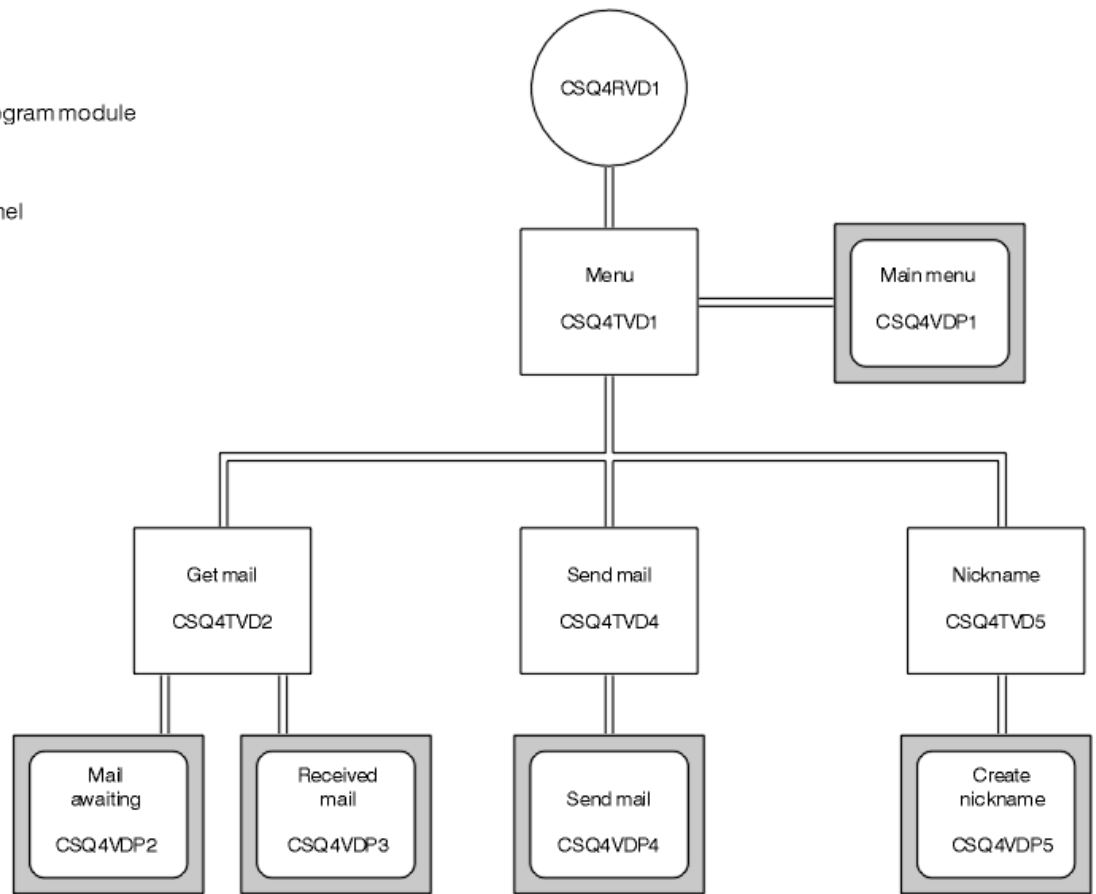 CSQ4RVD1
ogram module
nel
Menu
CSQ4TVD1
Main menu
CSQ4VDP1
Get mail
CSQ4TVD2
Send mail
CSQ4TVD4
Nickname
CSQ4TVD5
Mail
awaiting
CSQ4VDP2
Received
mail
CSQ4VDP3
Send mail
CSQ4VDP4
Create
nickname
CSQ4VDP5